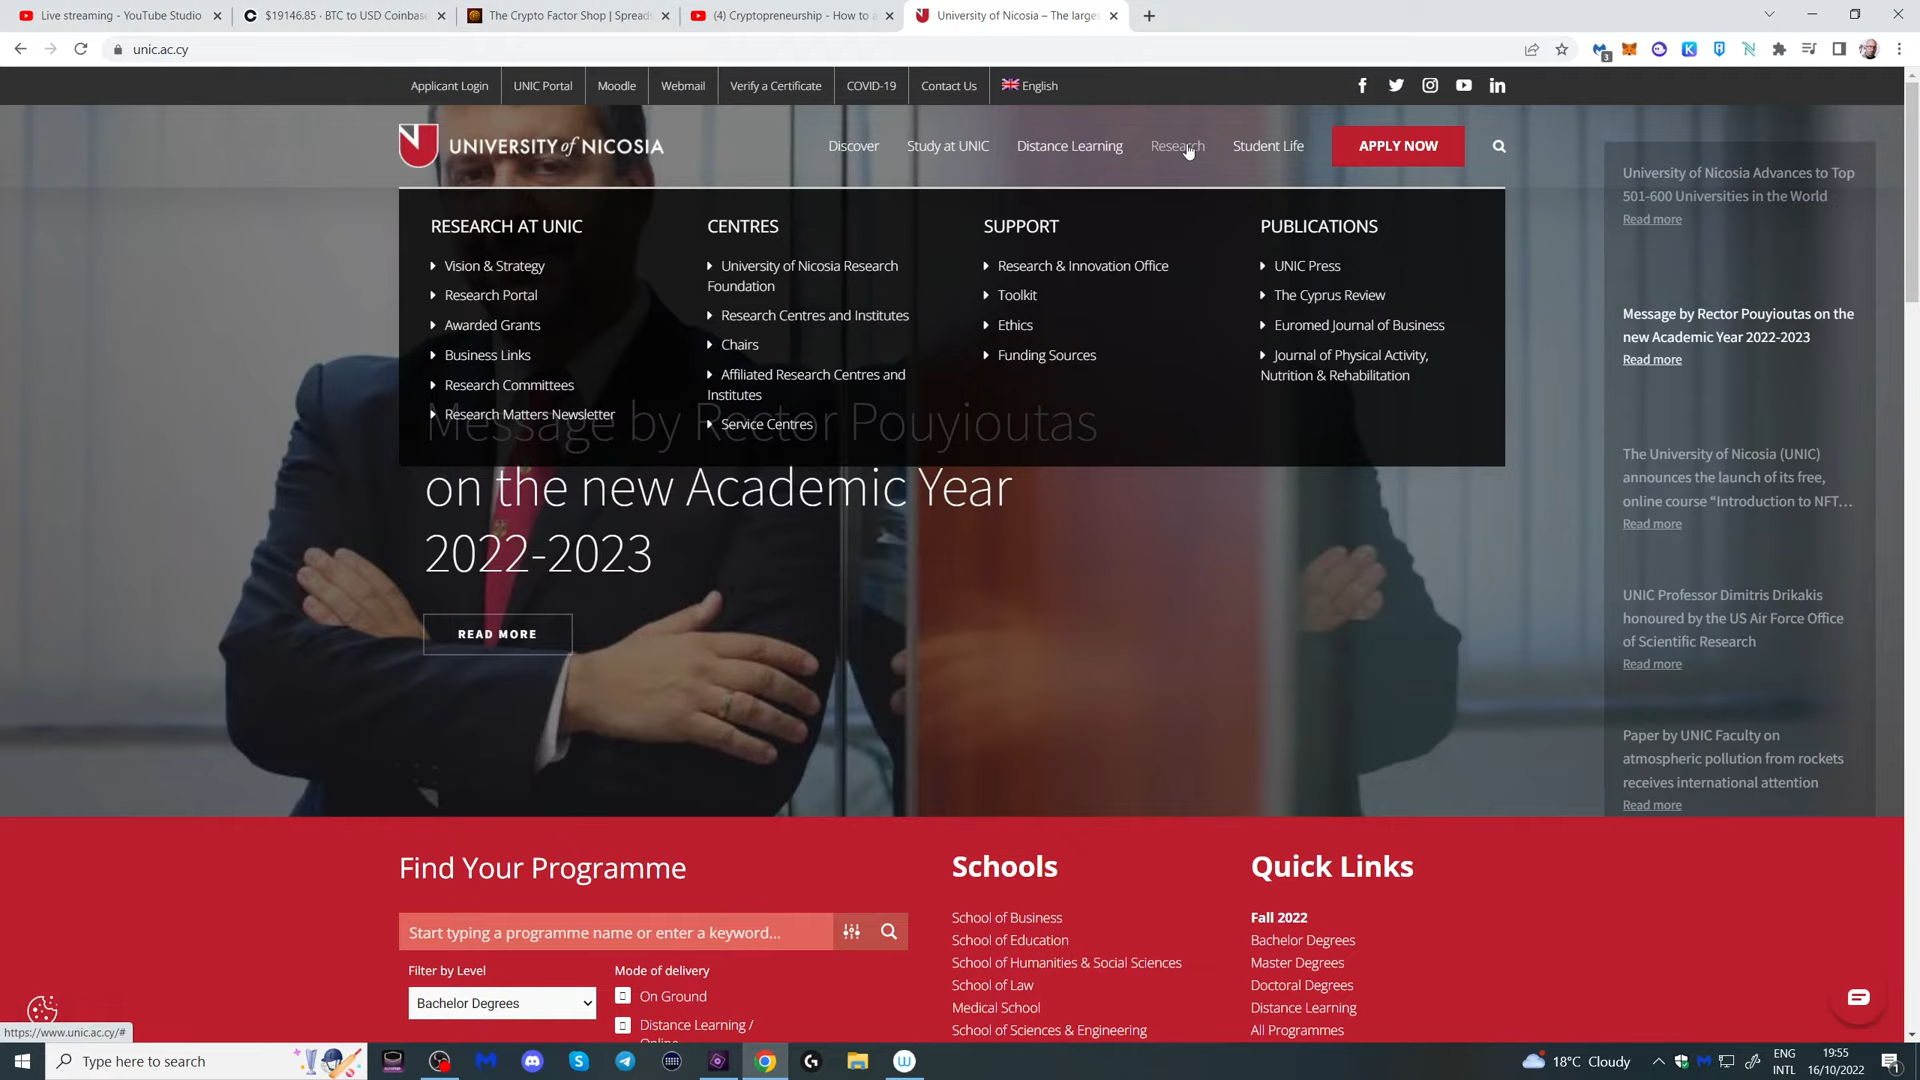 Live streaming - YouTube Studio
$19146.85 · BTC to USD Coinbas
The Crypto Factor Shop | Spreads
(4) Cryptopreneurship - How to a
University of Nicosia – The larges
unic.ac.cy
3
Applicant Login
UNIC Portal
Moodle
Webmail
Verify a Certificate
COVID-19
Contact Us
English
UNIVERSITY of NICOSIA
Discover
Study at UNIC
Distance Learning
Research
Student Life
APPLY NOW
RESEARCH AT UNIC
Vision & Strategy
Research Portal
Awarded Grants
Business Links
Research Committees
Research Matters Newsletter
CENTRES
University of Nicosia Research
Foundation
Research Centres and Institutes
Chairs
Affiliated Research Centres and
Institutes
Service Centres
SUPPORT
Research & Innovation Office
Toolkit
Ethics
Funding Sources
PUBLICATIONS
UNIC Press
The Cyprus Review
Euromed Journal of Business
Journal of Physical Activity,
Nutrition & Rehabilitation
Message by Rector Pouyioutas
on the new Academic Year
2022-2023
READ MORE
University of Nicosia Advances to Top
501-600 Universities in the World
Read more
Message by Rector Pouyioutas on the
new Academic Year 2022-2023
Read more
The University of Nicosia (UNIC)
announces the launch of its free,
online course “Introduction to NFT...
Read more
UNIC Professor Dimitris Drikakis
honoured by the US Air Force Office
of Scientific Research
Read more
Paper by UNIC Faculty on
atmospheric pollution from rockets
receives international attention
Read more
Find Your Programme
Start typing a programme name or enter a keyword...
Filter by Level
Bachelor Degrees
Mode of delivery
On Ground
Distance Learning /
Online
Schools
School of Business
School of Education
School of Humanities & Social Sciences
School of Law
Medical School
School of Sciences & Engineering
Quick Links
Fall 2022
Bachelor Degrees
Master Degrees
Doctoral Degrees
Distance Learning
All Programmes
https://www.unic.ac.cy/#
Type here to search
18°C Cloudy
ENG
INTL
19:55
16/10/2022
1